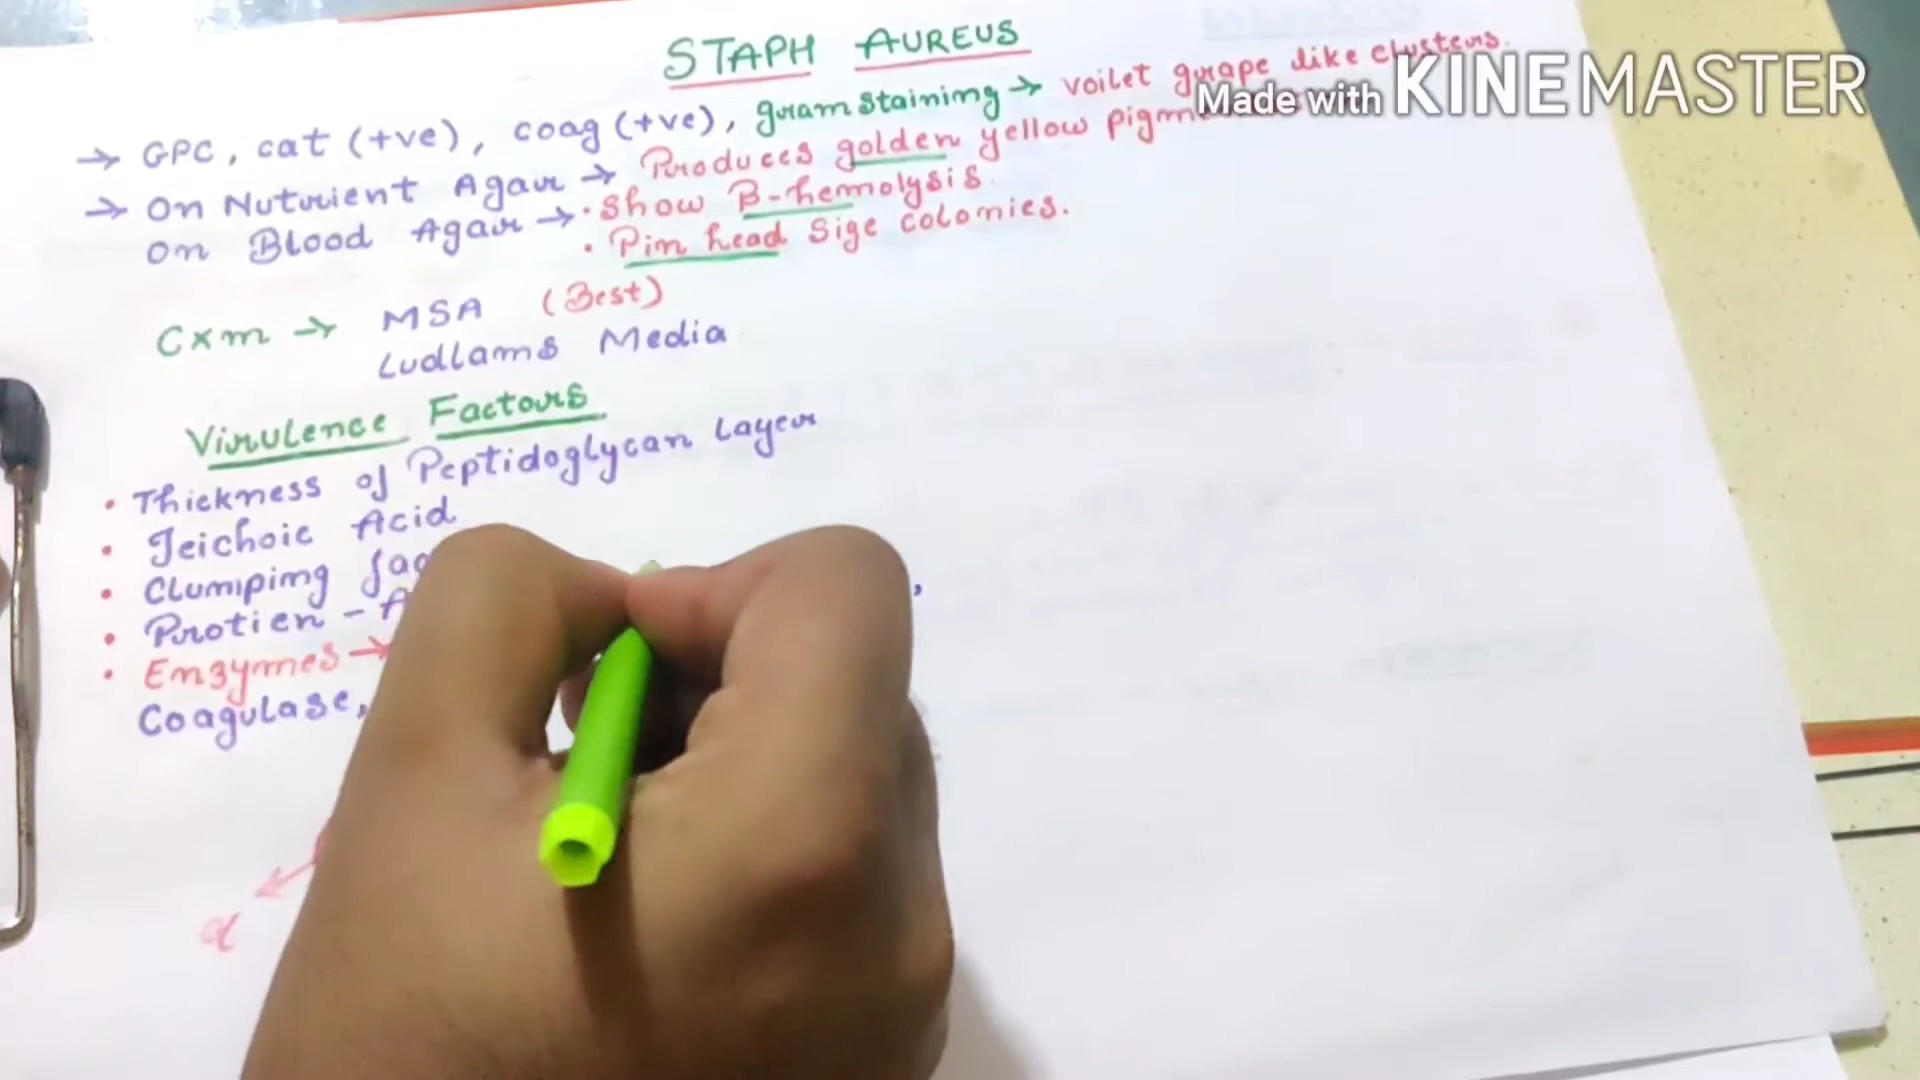 STAPH AUREUS
→ GPC, cat (+ve), coag (+ve), gram staining → voilet grape like clusters.
Made with KINEMASTER
→ On Nutrient Agar → Produces golden yellow
On Blood Agar → • Show B-hemolysis
• Pin head size colonies.
Cxm → MSA (Best)
Ludlams Media
Virulence Factors
• Thickness of Peptidoglycan Layer
• Teichoic Acid
• Clumping
• Protien - A
• Enzymes →
Coagulase,
α